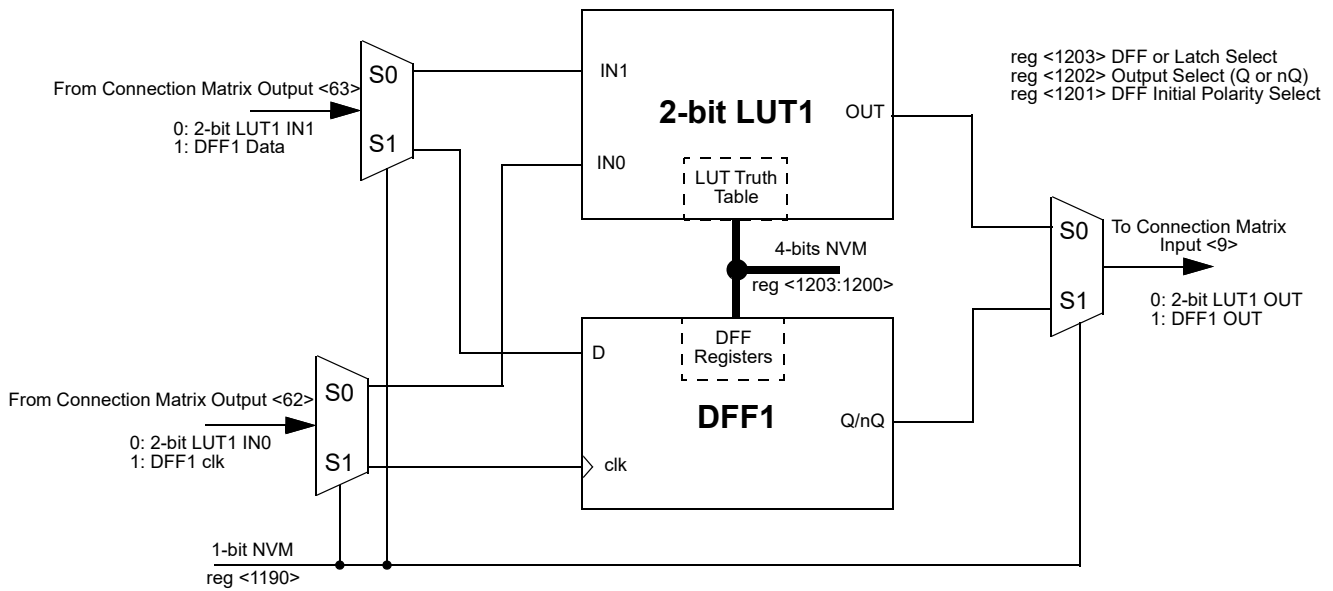 S0
From Connection Matrix Output <63>
0: 2-bit LUT1 IN1
1: DFF1 Data
S1
IN1
2-bit LUT1
OUT
IN0
LUT Truth
Table
reg <1203> DFF or Latch Select
reg <1202> Output Select (Q or nQ)
reg <1201> DFF Initial Polarity Select
4-bits NVM
reg <1203:1200>
S0
To Connection Matrix
Input <9>
S1
0: 2-bit LUT1 OUT
1: DFF1 OUT
DFF
Registers
D
DFF1
Q/nQ
clk
From Connection Matrix Output <62>
S0
0: 2-bit LUT1 IN0
1: DFF1 clk
S1
1-bit NVM
reg <1190>